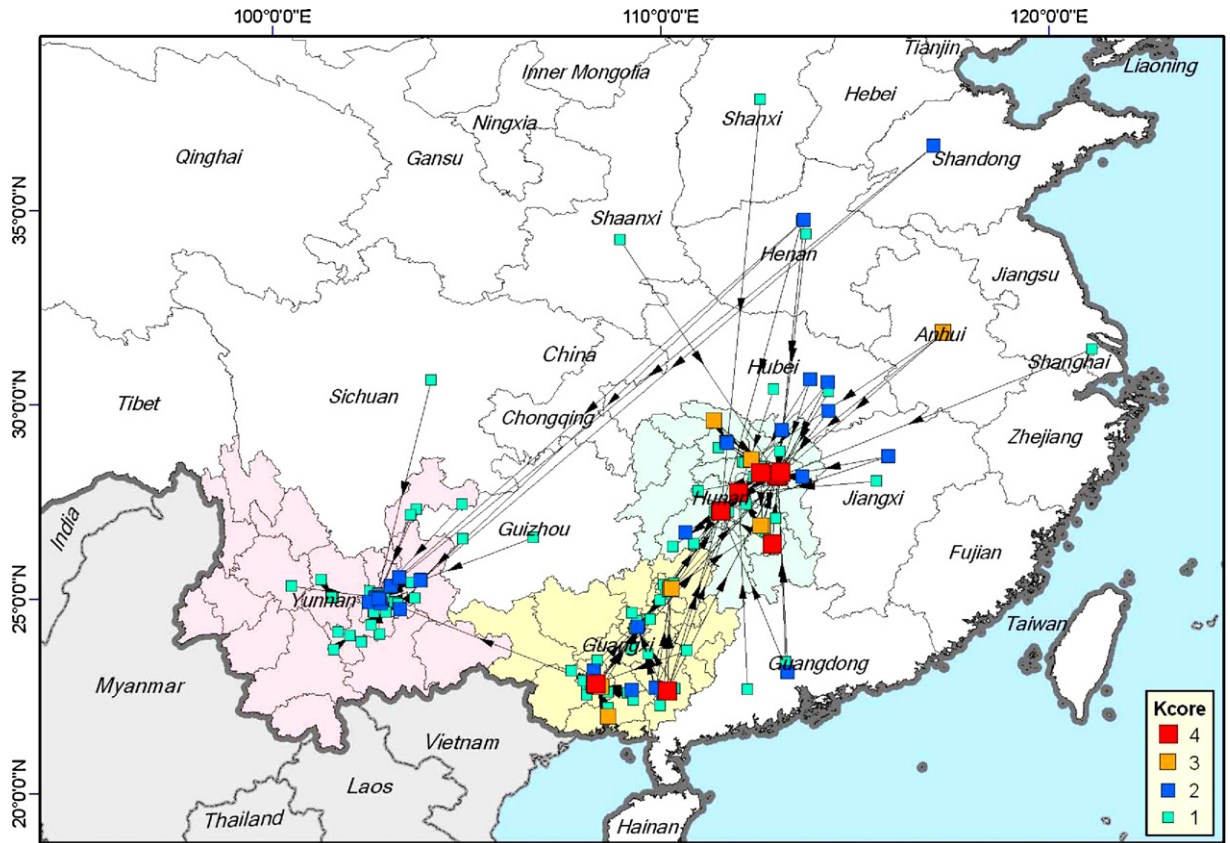 100°0'0"E
110°0'0"E
120°0'0"E
Tianjin
Liaoning
Inner Mongolia
Hebei
Ningxia
Shanxi
Qinghai
Gansu
Shandong
35°0'0"N
Shaanxi
Henan
Jiangsu
Anhui
China
Hubei
Shanghai
Sichuan
Tibet
Chongqing
30°0'0"N
Zhejiang
Hunan
Jiangxi
India
Guizhou
Fujian
25°0'0"N
Yunnan
Taiwan
Guangxi
Guangdong
Myanmar
Vietnam
Laos
20°0'0"N
Thailand
Hainan
Kcore
4
3
2
1